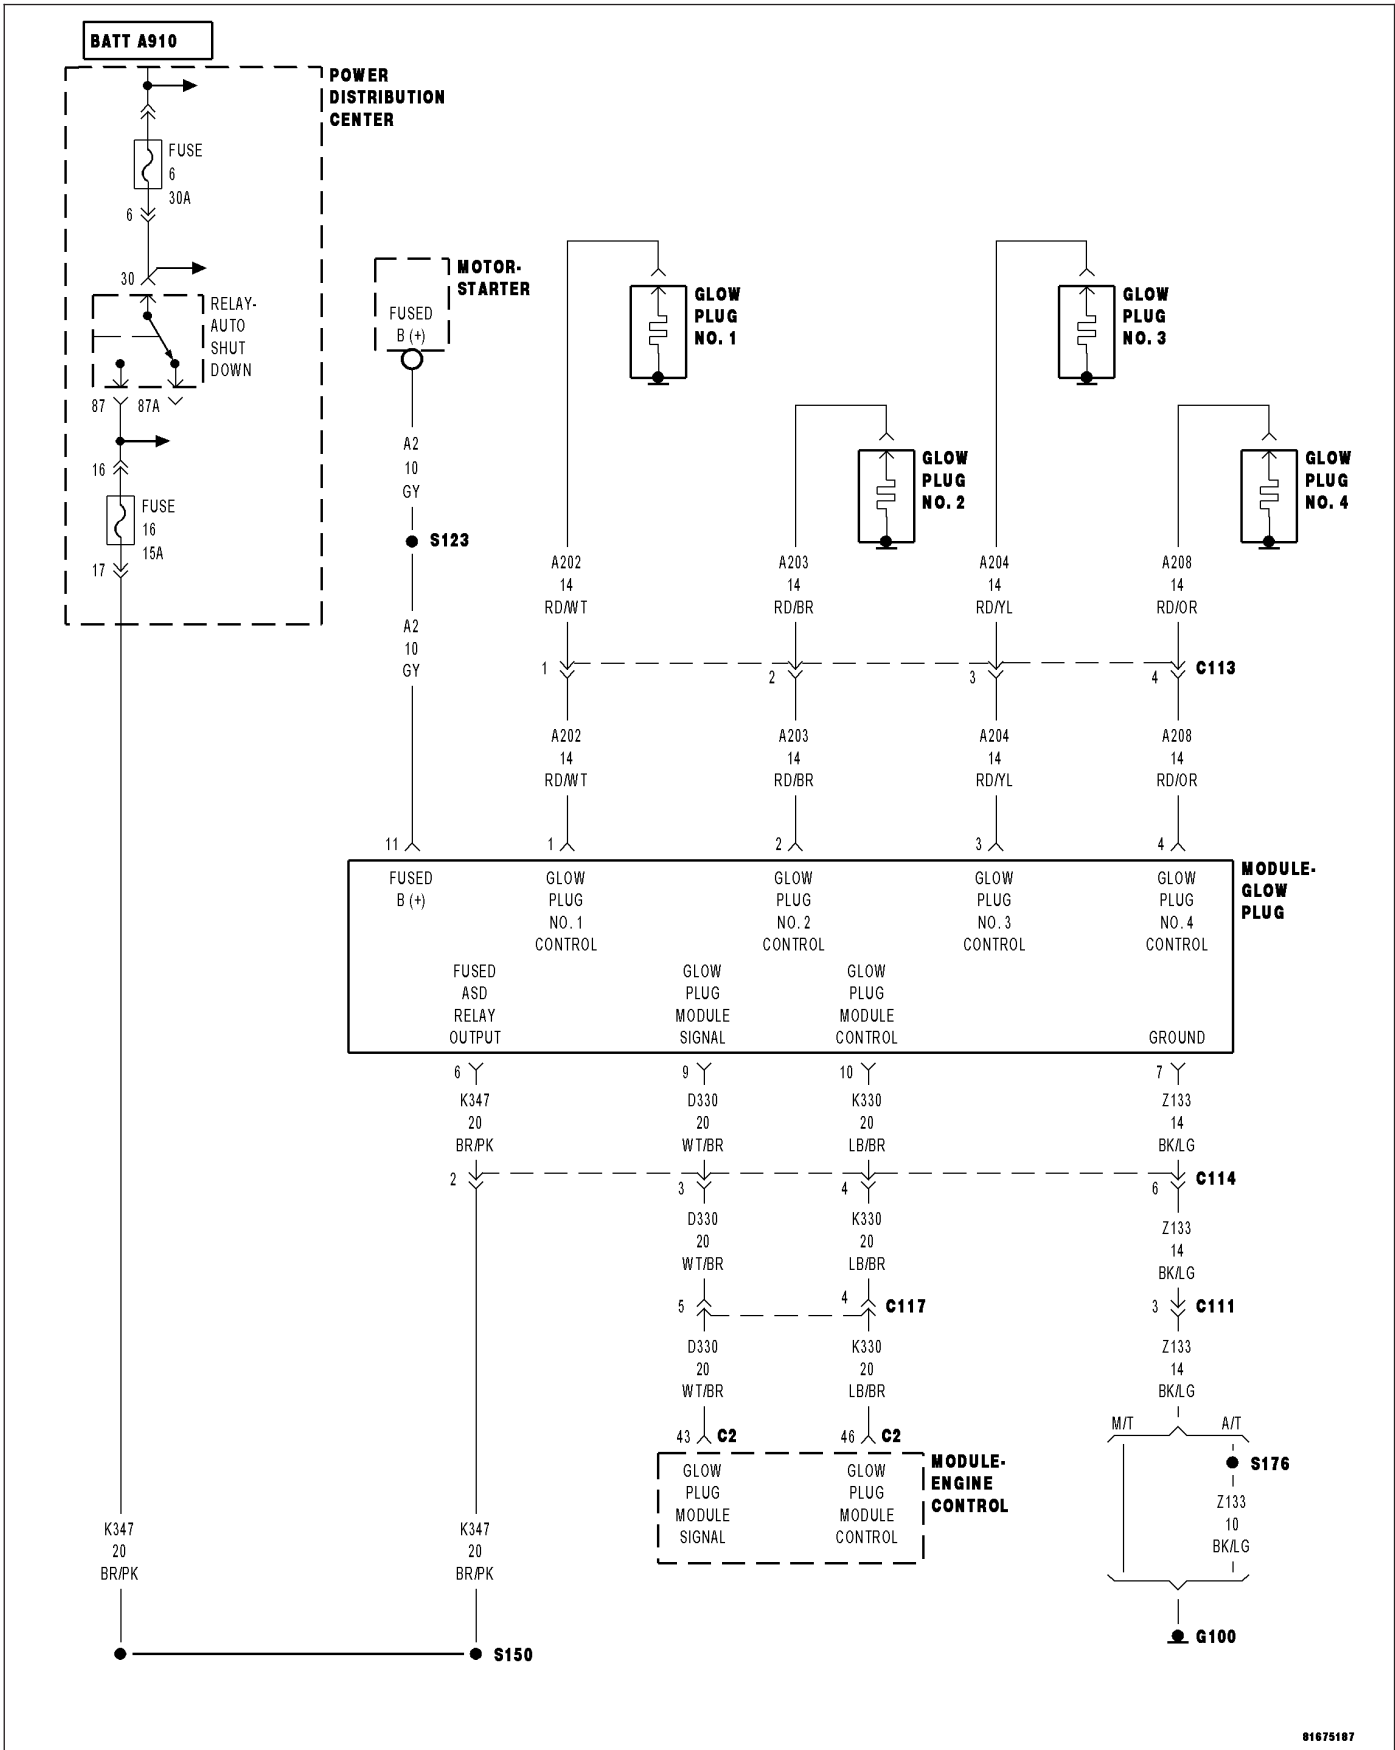 BATT A910
POWER
DISTRIBUTION
CENTER
FUSE
6
30A
6
30
RELAY-
AUTO
SHUT
DOWN
87
87A
16
FUSE
16
15A
17
MOTOR-
STARTER
FUSED
B (+)
A2
10
GY
S123
A2
10
GY
GLOW
PLUG
NO. 1
GLOW
PLUG
NO. 2
GLOW
PLUG
NO. 3
GLOW
PLUG
NO. 4
A202
14
RD/WT
A203
14
RD/BR
A204
14
RD/YL
A208
14
RD/OR
1
2
3
4
C113
A202
14
RD/WT
A203
14
RD/BR
A204
14
RD/YL
A208
14
RD/OR
11
1
2
3
4
MODULE-
GLOW
PLUG
FUSED
B (+)
GLOW
PLUG
NO. 1
CONTROL
GLOW
PLUG
NO. 2
CONTROL
GLOW
PLUG
NO. 3
CONTROL
GLOW
PLUG
NO. 4
CONTROL
FUSED
ASD
RELAY
OUTPUT
GLOW
PLUG
MODULE
SIGNAL
GLOW
PLUG
MODULE
CONTROL
GROUND
6
9
10
7
K347
20
BR/PK
D330
20
WT/BR
K330
20
LB/BR
Z133
14
BK/LG
2
3
4
6
C114
D330
20
WT/BR
K330
20
LB/BR
Z133
14
BK/LG
5
4
C117
3
C111
D330
20
WT/BR
K330
20
LB/BR
Z133
14
BK/LG
43
C2
46
C2
M/T
A/T
MODULE-
ENGINE
CONTROL
GLOW
PLUG
MODULE
SIGNAL
GLOW
PLUG
MODULE
CONTROL
S176
Z133
10
BK/LG
K347
20
BR/PK
K347
20
BR/PK
S150
G100
81675187